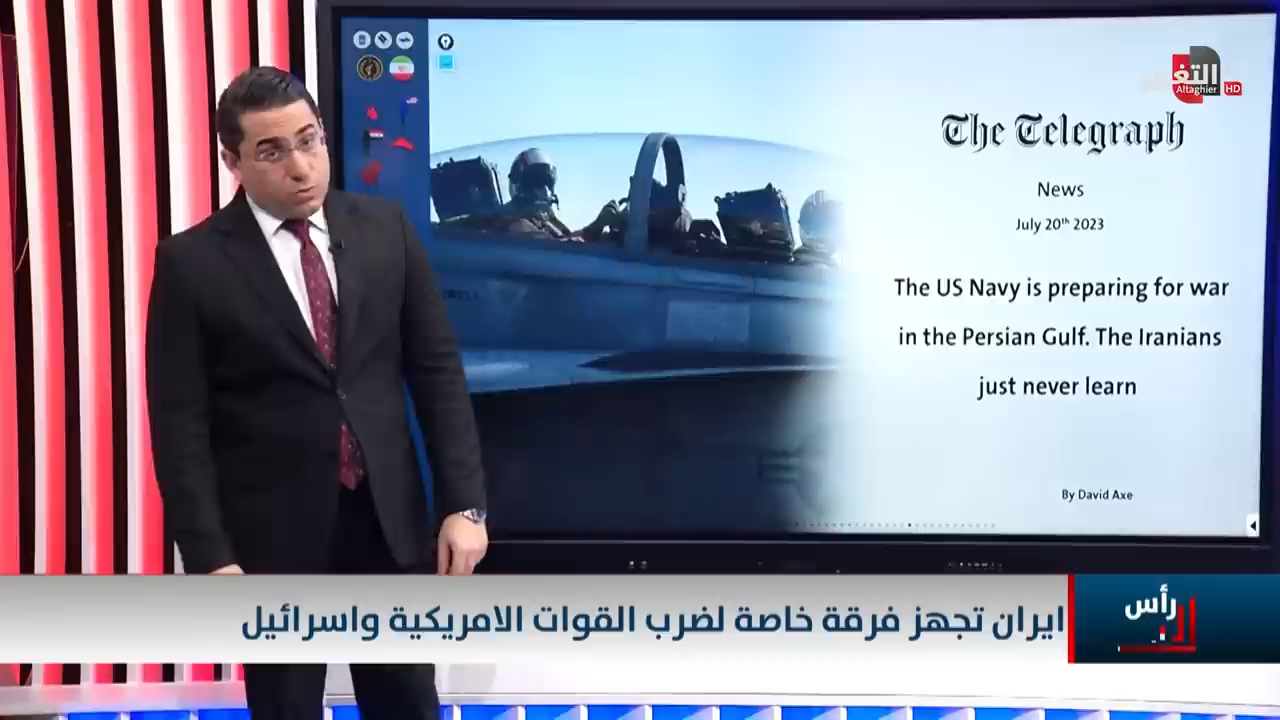 التغيير
Altaghier HD
The Telegraph
News
July 20th 2023
The US Navy is preparing for war
in the Persian Gulf. The Iranians
just never learn
By David Axe
ايران تجهز فرقة خاصة لضرب القوات الامريكية واسرائيل
رأس